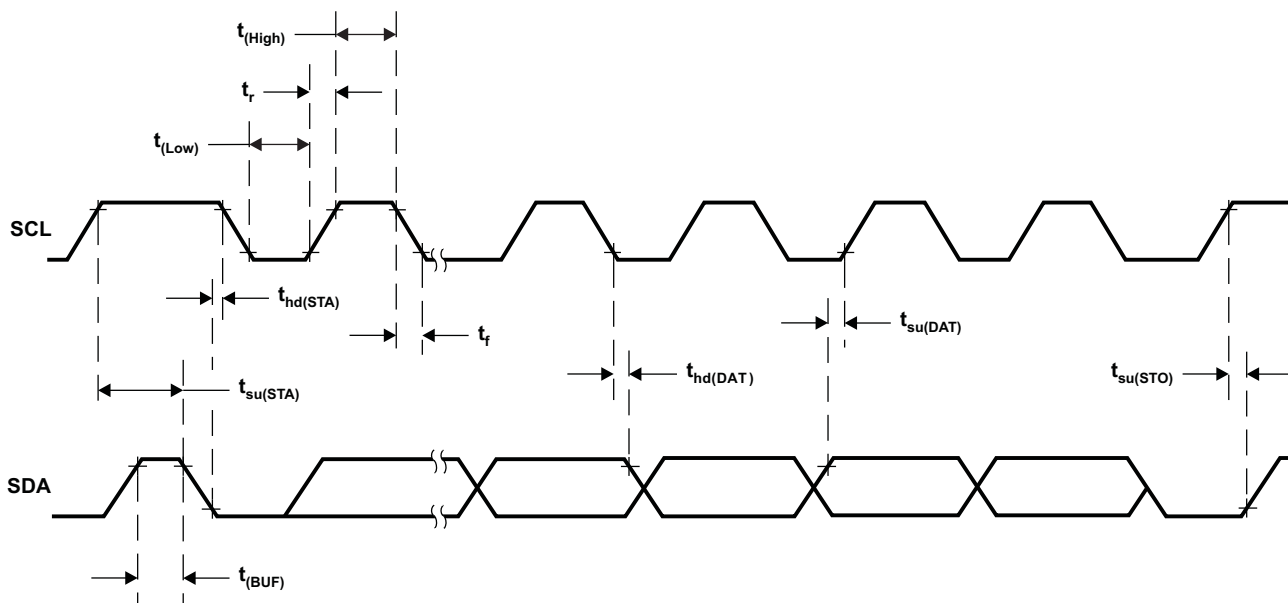 t(High)
tr
t(Low)
SCL
thd(STA)
tf
tsu(DAT)
tsu(STA)
thd(DAT)
tsu(STO)
SDA
t(BUF)